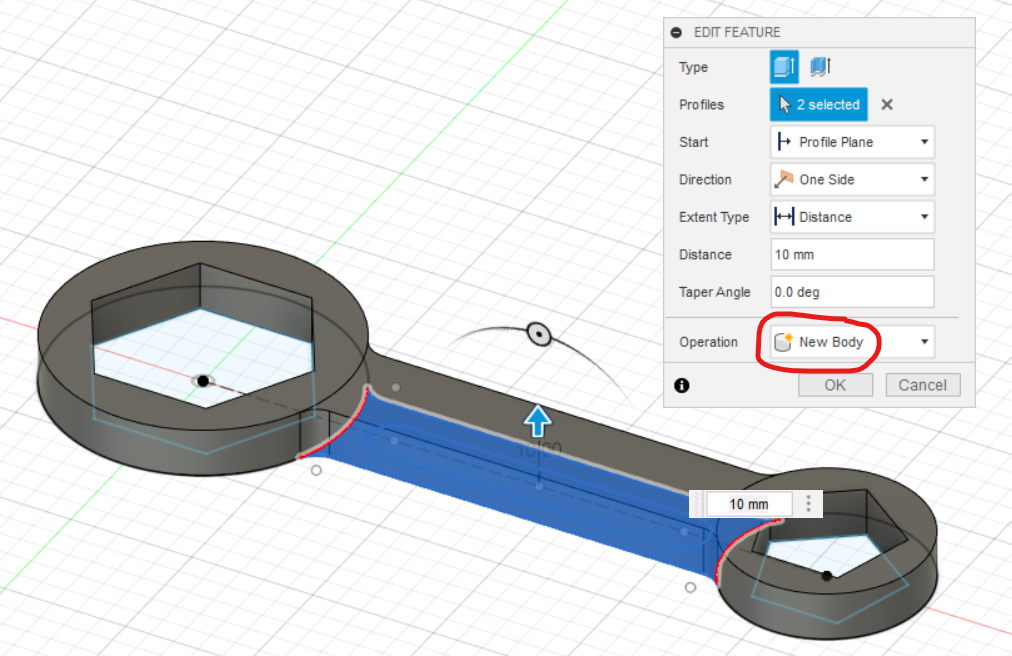 EDIT FEATURE
Type
Profiles 2 selected
Start Profile Plane
Direction One Side
Extent Type Distance
Distance 10 mm
Taper Angle 0.0 deg
Operation New Body
OK Cancel
10.00
10 mm